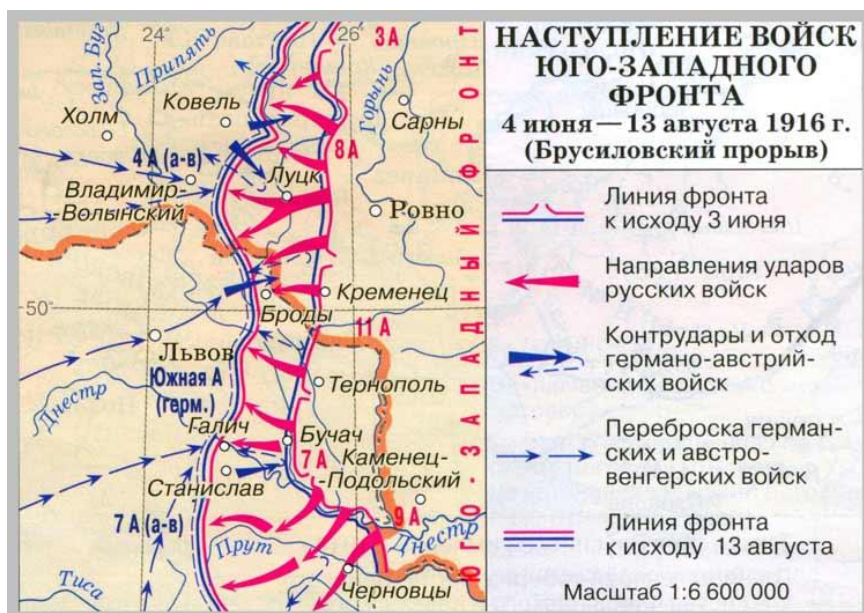 24°
26°
3А
Зап. Буг
Припять
Горынь
Ковель
Холм
Сарны
8А
4 А (а-в)
Луцк
Владимир-
Волынский
Ровно
50°
Кременец
Броды
11 А
Львов
Южная А
(герм.)
Тернополь
Днестр
Галич
Бучач
7 А
Каменец-
Подольский
Станислав
9 А
7 А (а-в)
Прут
Днестр
Тиса
Черновцы
ЮГО-ЗАПАДНЫЙ ФРОНТ
НАСТУПЛЕНИЕ ВОЙСК
ЮГО-ЗАПАДНОГО
ФРОНТА
4 июня — 13 августа 1916 г.
(Брусиловский прорыв)
Линия фронта
к исходу 3 июня
Направления ударов
русских войск
Контрудары и отход
германо-австрий-
ских войск
Переброска герман-
ских и австро-
венгерских войск
Линия фронта
к исходу 13 августа
Масштаб 1:6 600 000